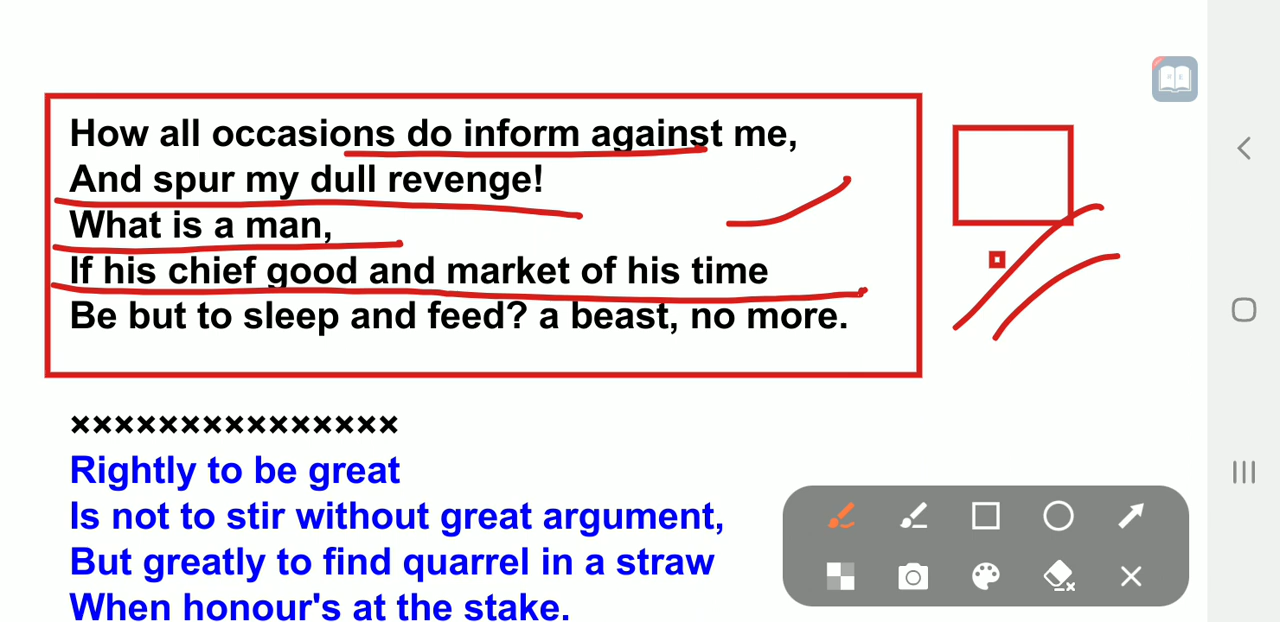 How all occasions do inform against me,
And spur my dull revenge!
What is a man,
If his chief good and market of his time
Be but to sleep and feed? a beast, no more.
×××××××××××××××
Rightly to be great
Is not to stir without great argument,
But greatly to find quarrel in a straw
When honour's at the stake.